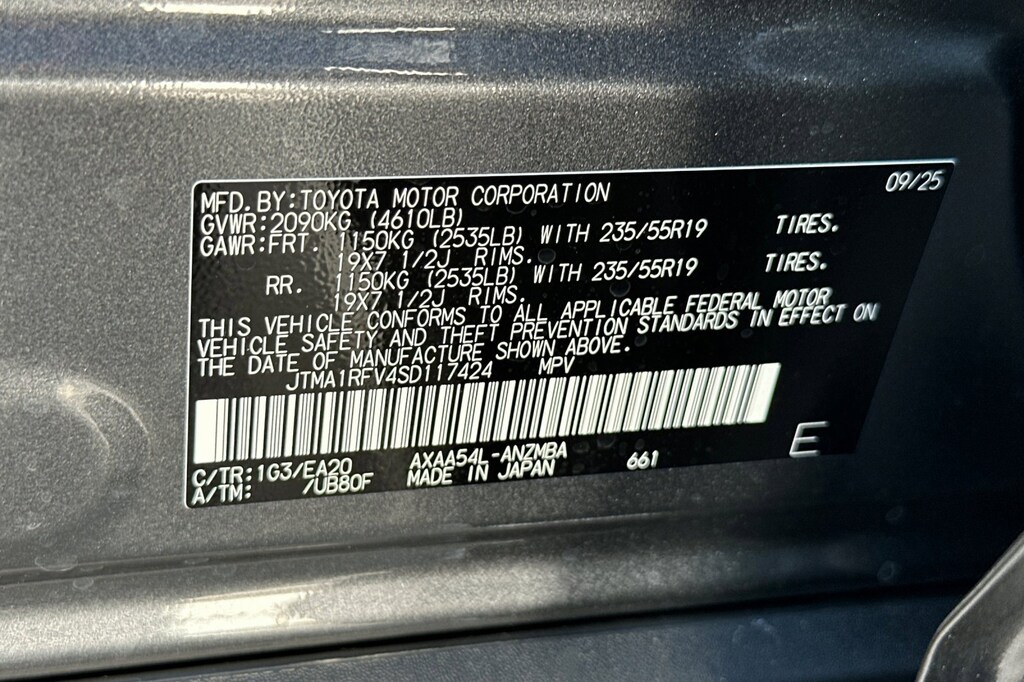 MFD.BY:TOYOTA MOTOR CORPORATION 09/25
GVWR:2090KG (4610LB)
GAWR:FRT. 1150KG (2535LB) WITH 235/55R19 TIRES.
19X7 1/2J RIMS.
RR. 1150KG (2535LB) WITH 235/55R19 TIRES.
19X7 1/2J RIMS.
THIS VEHICLE CONFORMS TO ALL APPLICABLE FEDERAL MOTOR
VEHICLE SAFETY AND THEFT PREVENTION STANDARDS IN EFFECT ON
THE DATE OF MANUFACTURE SHOWN ABOVE.
JTMA1RFV4SD117424 MPV
C/TR:1G3/EA20 AXAA54L-ANZMBA 661 E
A/TM: /UB80F MADE IN JAPAN